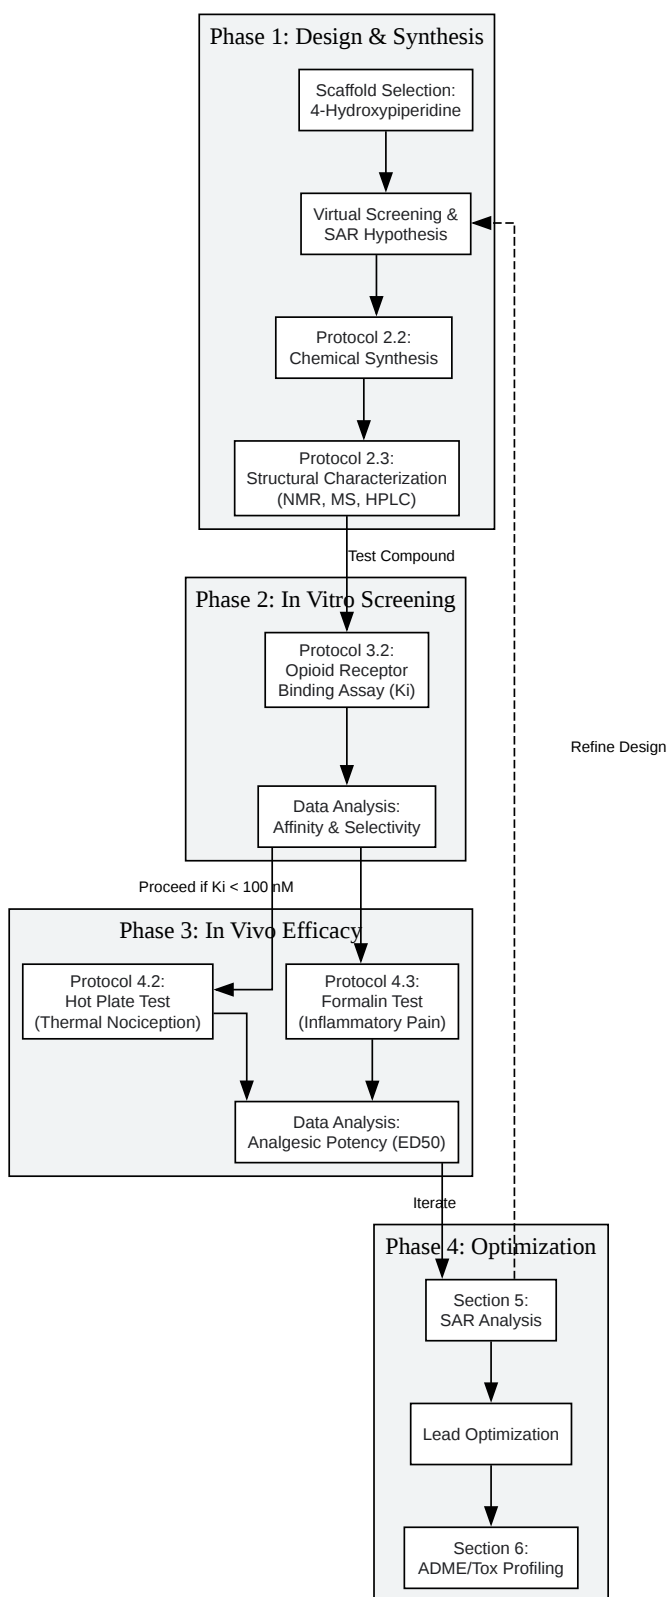 Phase 1: Design & Synthesis
Scaffold Selection:
4-Hydroxypiperidine
Virtual Screening &
SAR Hypothesis
Protocol 2.2:
Chemical Synthesis
Protocol 2.3:
Structural Characterization
(NMR, MS, HPLC)
Test Compound
Phase 2: In Vitro Screening
Protocol 3.2:
Opioid Receptor
Binding Assay (Ki)
Refine Design
Data Analysis:
Affinity & Selectivity
Proceed if Ki < 100 nM
Phase 3: In Vivo Efficacy
Protocol 4.2:
Hot Plate Test
(Thermal Nociception)
Protocol 4.3:
Formalin Test
(Inflammatory Pain)
Data Analysis:
Analgesic Potency (ED50)
Iterate
Phase 4: Optimization
Section 5:
SAR Analysis
Lead Optimization
Section 6:
ADME/Tox Profiling